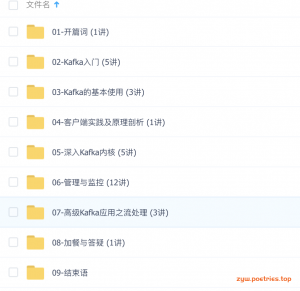 文件名
01-开篇词 (1讲)
02-Kafka入门 (5讲)
03-Kafka的基本使用 (3讲)
04-客户端实践及原理剖析 (1讲)
05-深入Kafka内核 (5讲)
06-管理与监控 (12讲)
07-高级Kafka应用之流处理 (3讲)
08-加餐与答疑 (1讲)
09-结束语
zyw.poetries.top